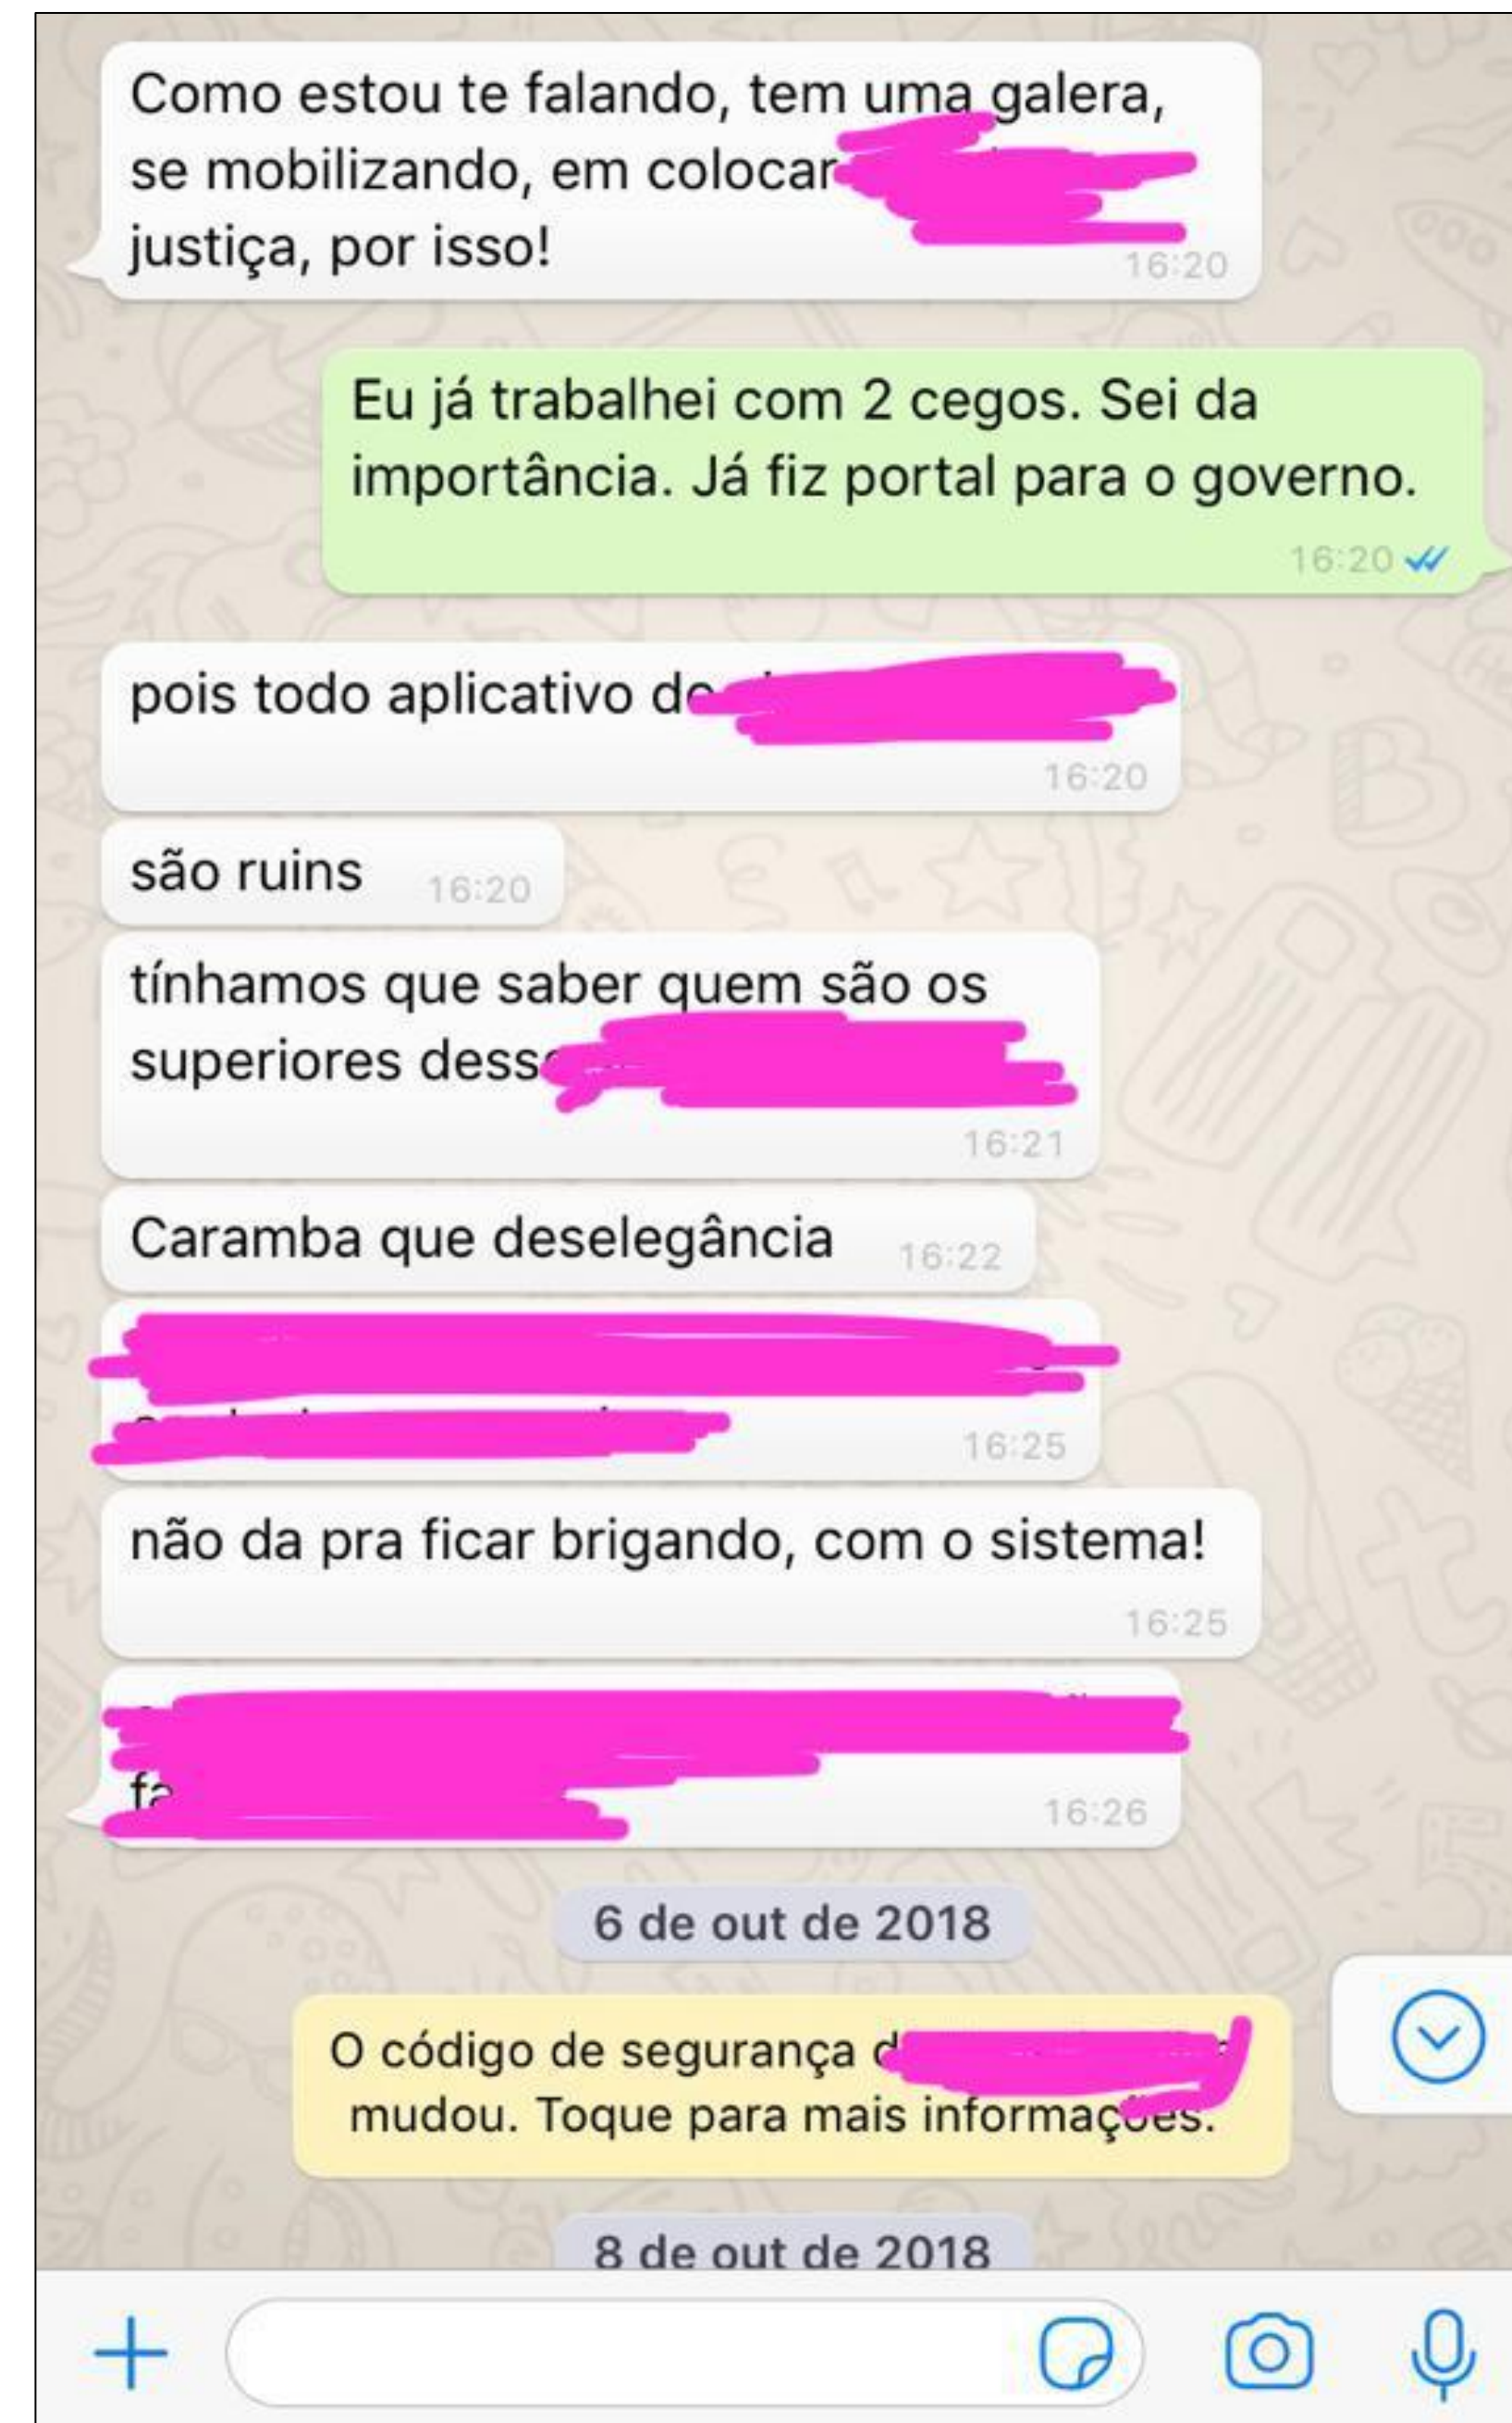 Como estou te falando, tem uma galera,
se mobilizando, em colocar
justiça, por isso!
16:20
Eu já trabalhei com 2 cegos. Sei da
importância. Já fiz portal para o governo.
16:20
pois todo aplicativo
16:20
são ruins 16:20
tínhamos que saber quem são os
superiores
16:21
Caramba que deselegância 16:22
16:25
não da pra ficar brigando, com o sistema!
16:25
16:26
6 de out de 2018
O código de segurança
mudou. Toque para mais informações.
8 de out de 2018